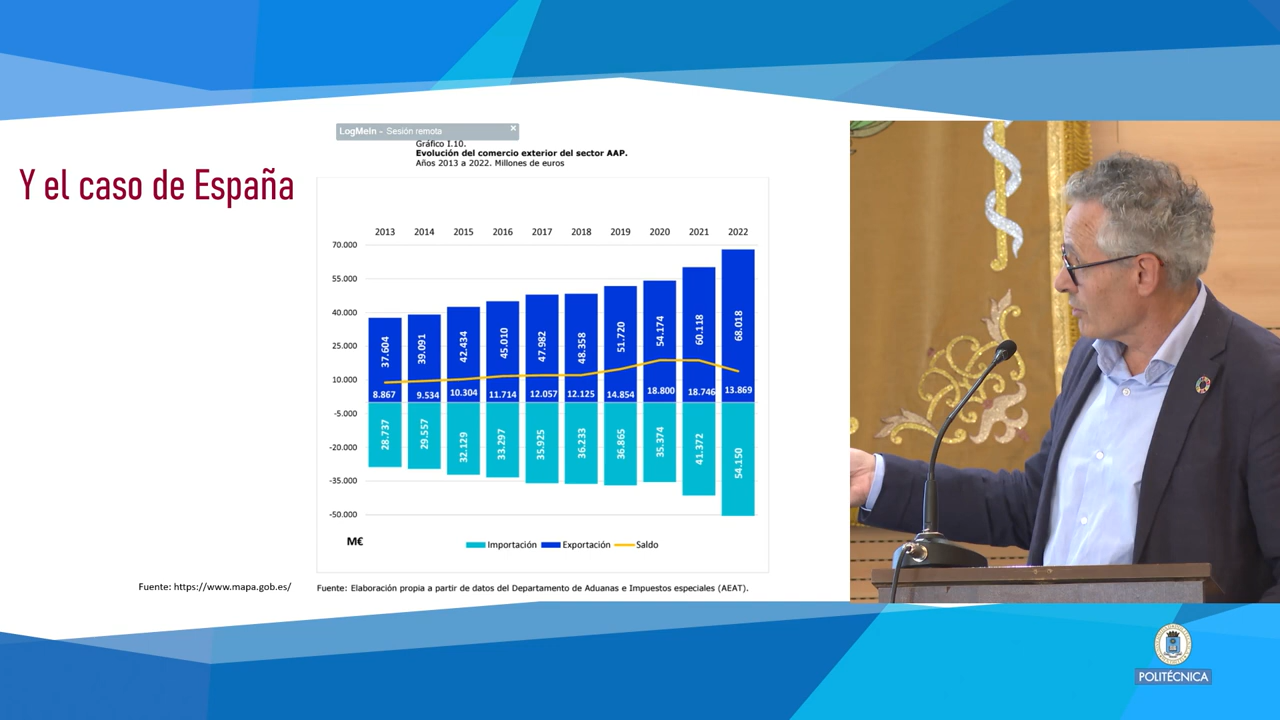 LogMeIn - Sesión remota
Gráfico I.10.
Evolución del comercio exterior del sector AAP.
Años 2013 a 2022. Millones de euros
Y el caso de España
2013 2014 2015 2016 2017 2018 2019 2020 2021 2022
70.000
55.000
40.000
25.000
10.000
-5.000
-20.000
-35.000
-50.000
37.604 39.091 42.434 45.010 47.982 48.358 51.720 54.174 60.118 68.018
8.867 9.534 10.304 11.714 12.057 12.125 14.854 18.800 18.746 13.869
28.737 29.557 32.129 33.297 35.925 36.233 36.865 35.374 41.372 54.150
M€
Importación Exportación Saldo
Fuente: https://www.mapa.gob.es/
Fuente: Elaboración propia a partir de datos del Departamento de Aduanas e Impuestos especiales (AEAT).
POLITÉCNICA